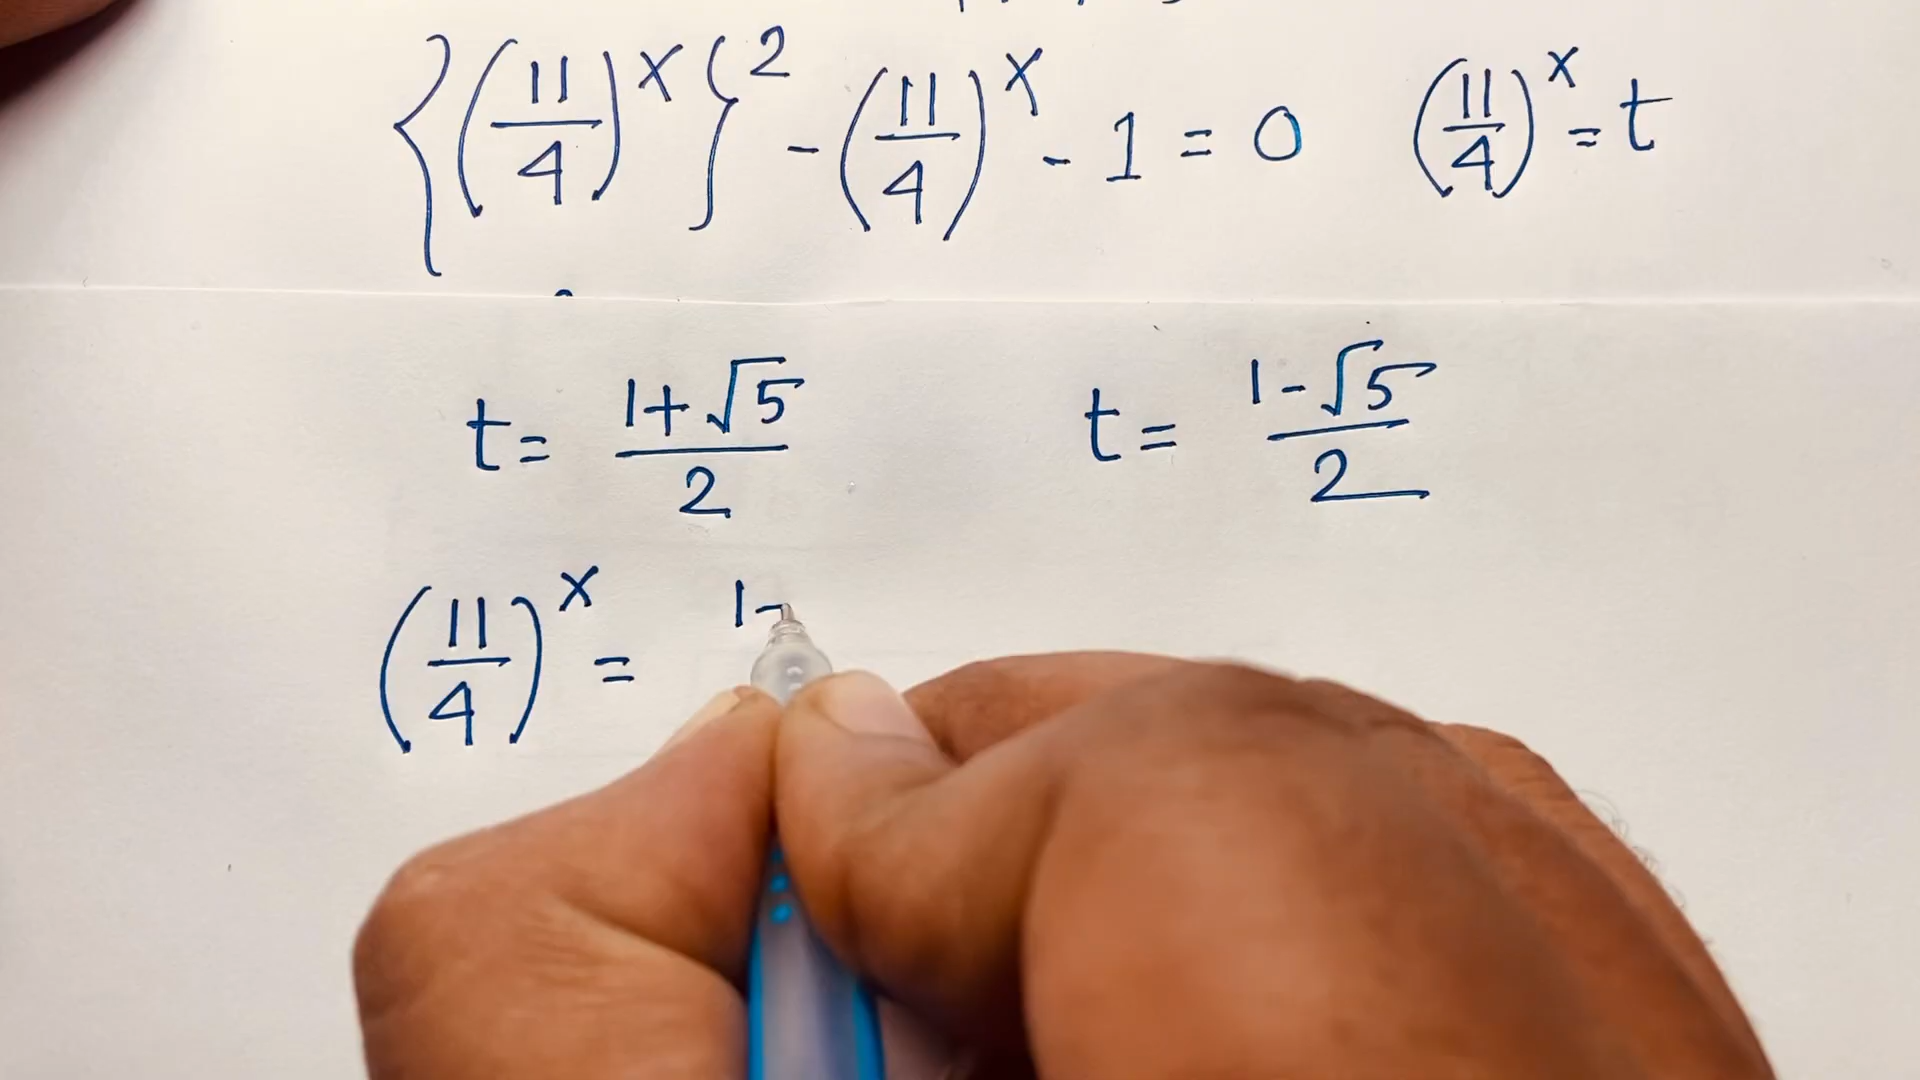 {(11/4)^x}^2 - (11/4)^x - 1 = 0 (11/4)^x = t
t = (1+√5)/2 t = (1-√5)/2
(11/4)^x = 1-